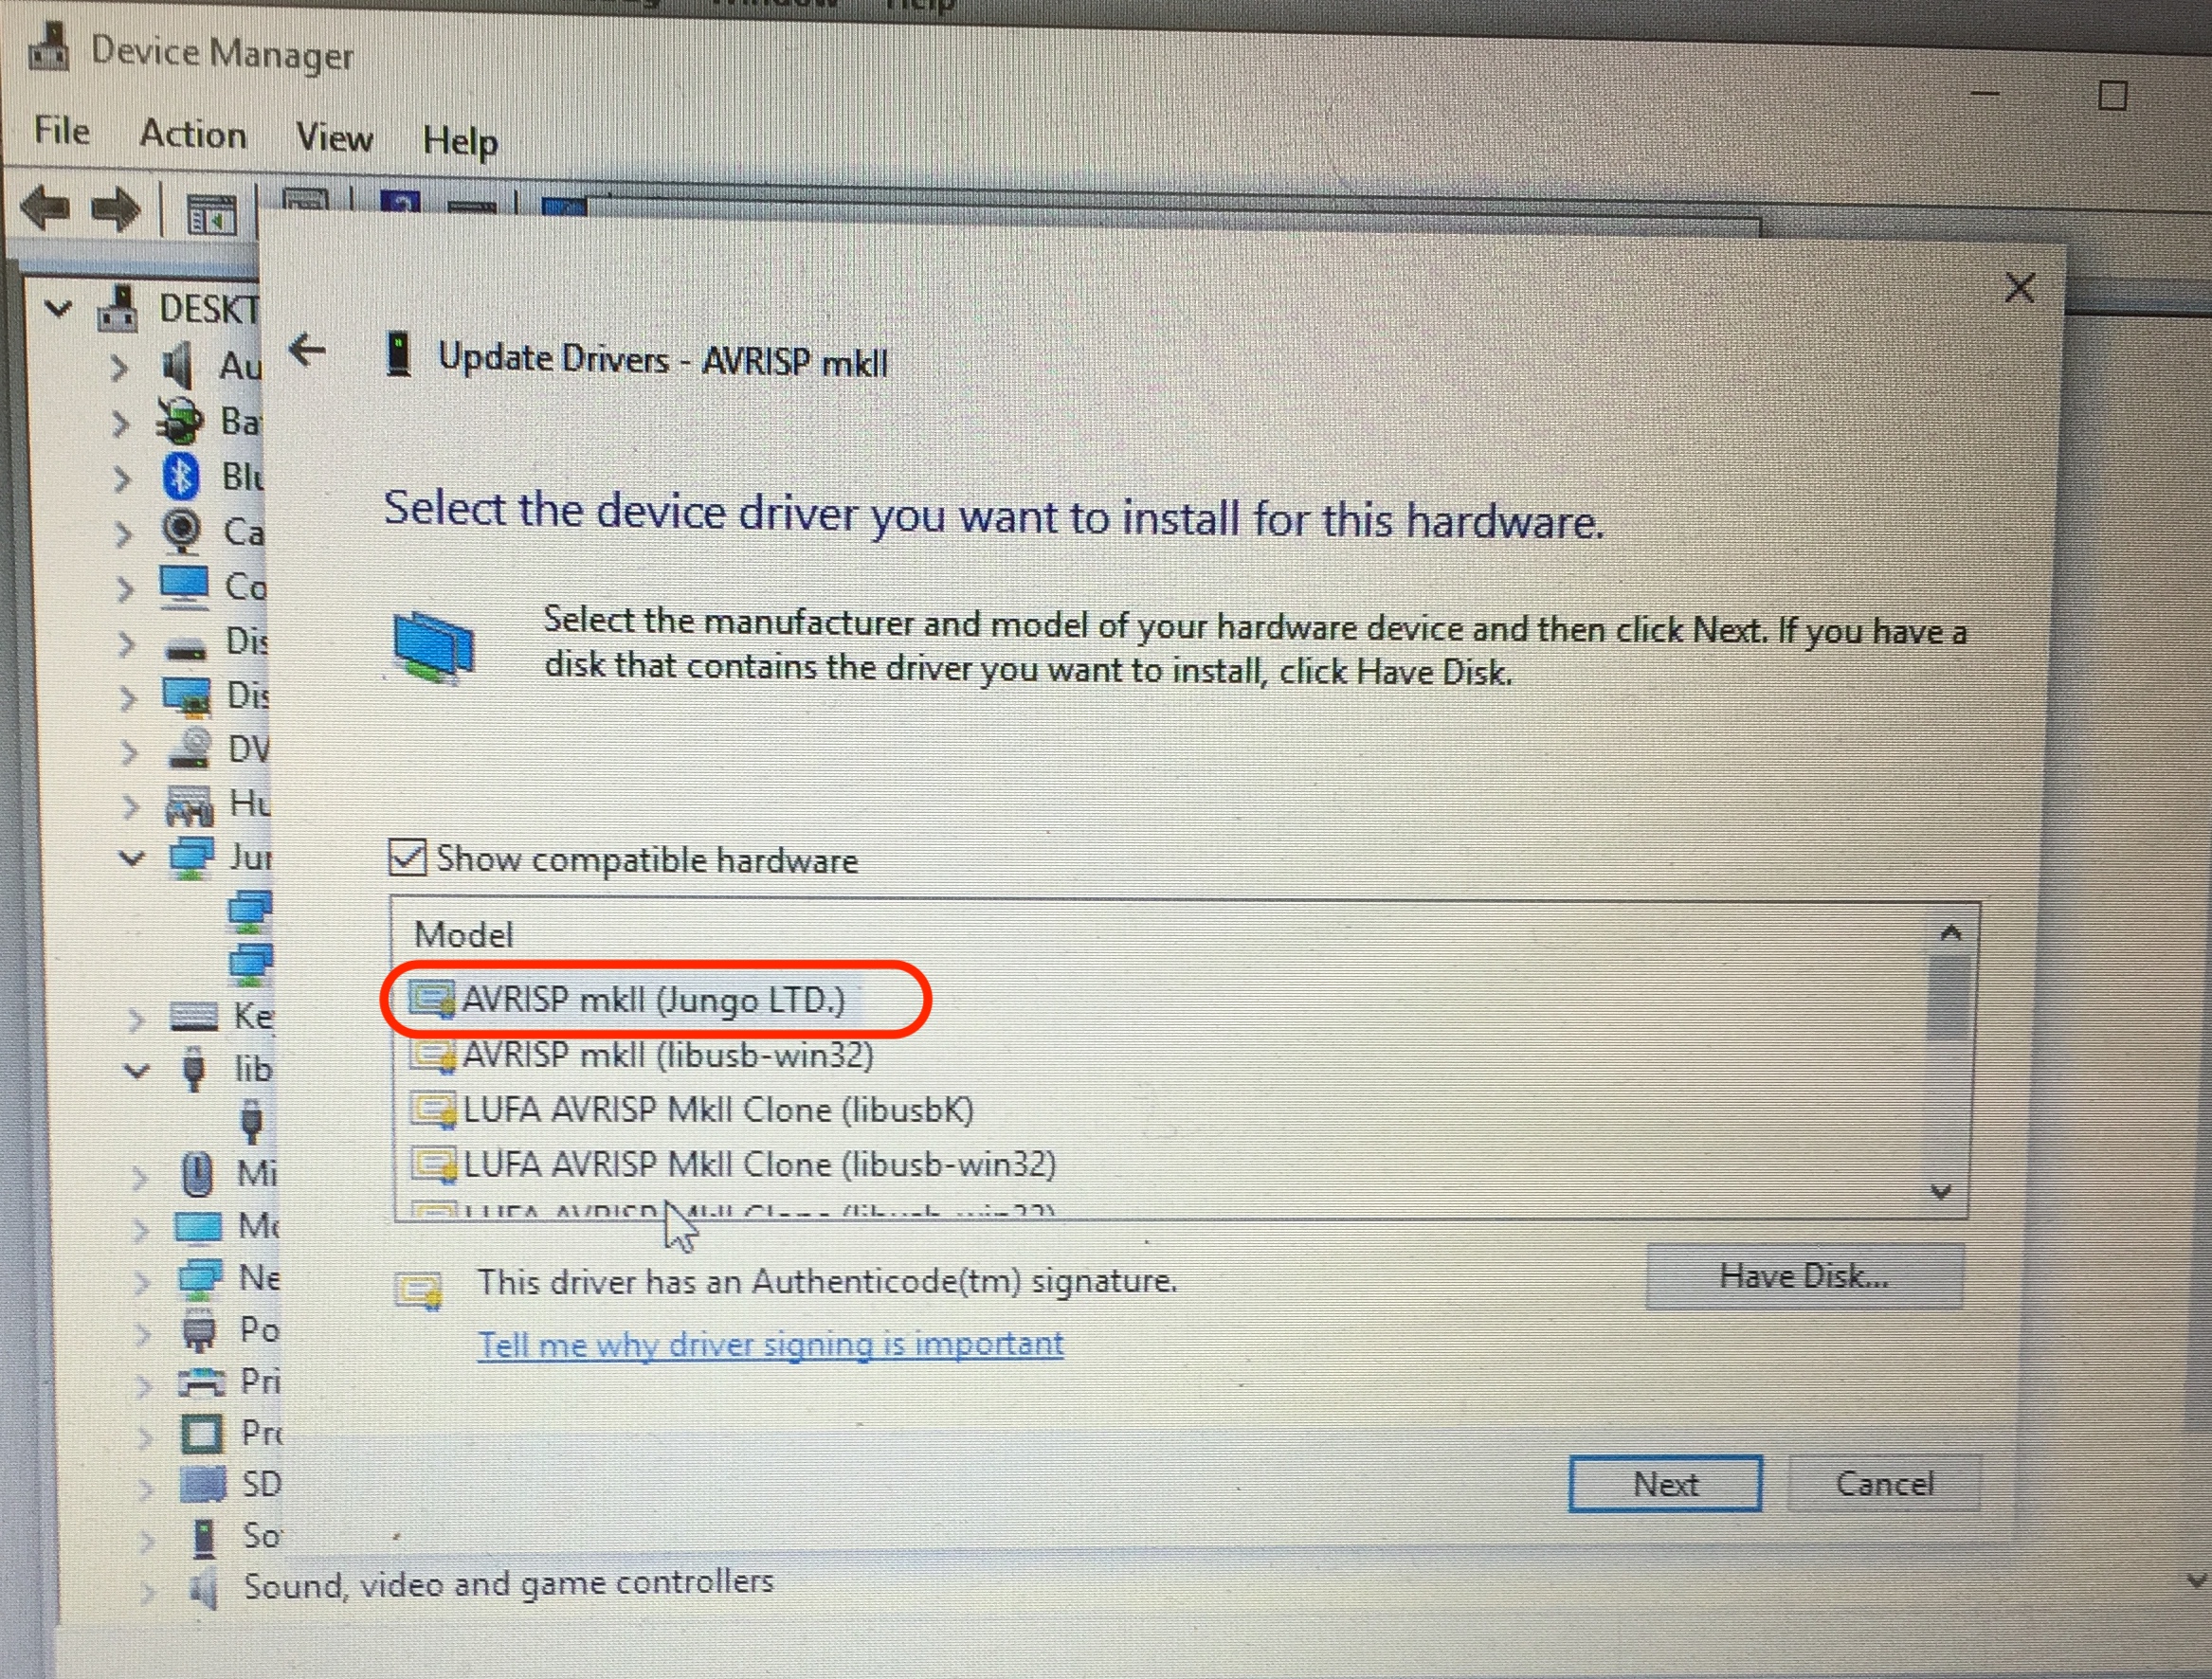 Help
Device Manager
File Action View Help
DESKT
Au
Ba
Blu
Ca
Co
Dis
Dis
DV
Hu
Jun
Ke
lib
Mi
Mo
Ne
Po
Pri
Pro
SD
So
Sound, video and game controllers
Update Drivers - AVRISP mkII
Select the device driver you want to install for this hardware.
Select the manufacturer and model of your hardware device and then click Next. If you have a
disk that contains the driver you want to install, click Have Disk.
Show compatible hardware
Model
AVRISP mkII (Jungo LTD.)
AVRISP mkII (libusb-win32)
LUFA AVRISP MkII Clone (libusbK)
LUFA AVRISP MkII Clone (libusb-win32)
This driver has an Authenticode(tm) signature.
Have Disk...
Tell me why driver signing is important
Next Cancel